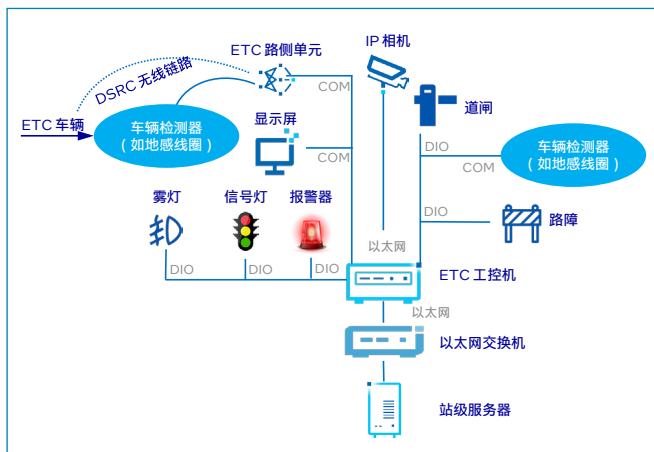 IP 相机
ETC 路侧单元
DSRC 无线链路
COM
道闸
ETC 车辆
车辆检测器
(如地感线圈)
显示屏
COM
DIO
COM
车辆检测器
(如地感线圈)
雾灯
信号灯
报警器
DIO
路障
以太网
DIO
DIO
DIO
ETC 工控机
以太网
以太网交换机
站级服务器